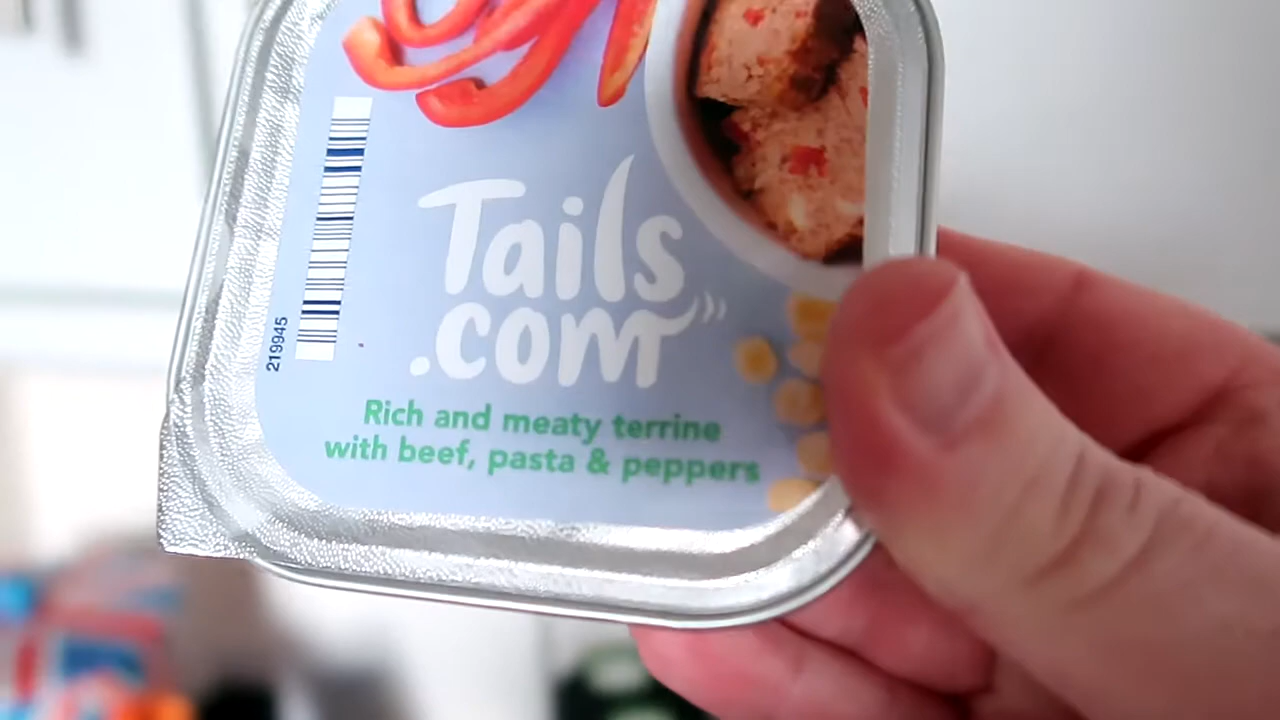 Tails
.com
Rich and meaty terrine
with beef, pasta & peppers
219945